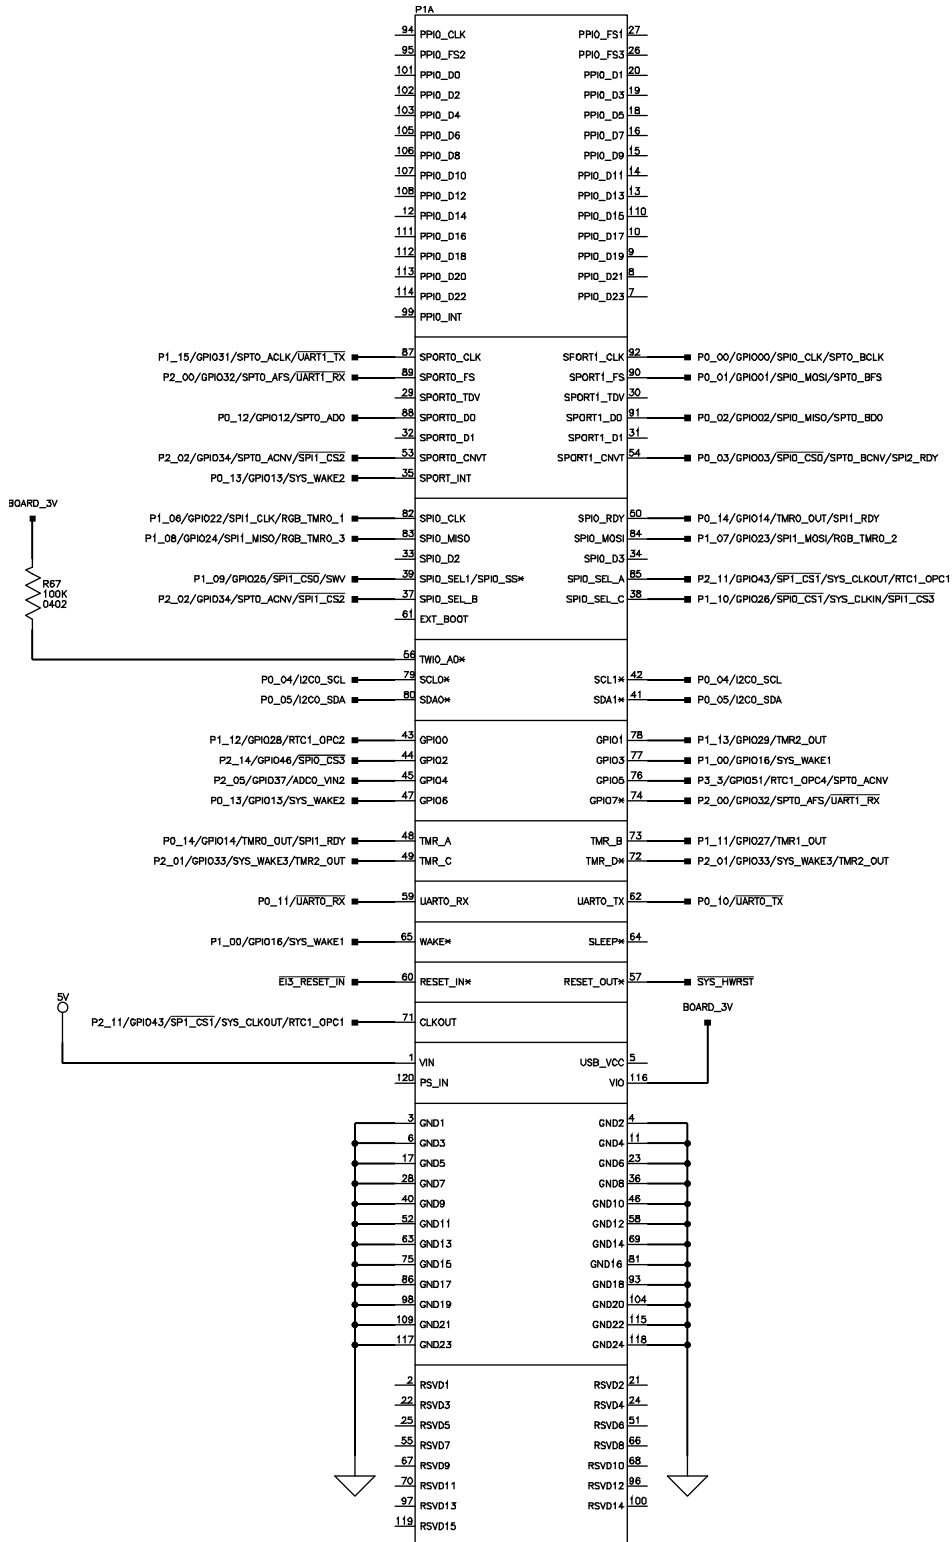 P1A
94 PPI0_CLK PPI0_FS1 27
95 PPI0_FS2 PPI0_FS3 26
101 PPI0_D0 PPI0_D1 20
102 PPI0_D2 PPI0_D3 19
103 PPI0_D4 PPI0_D5 18
105 PPI0_D6 PPI0_D7 16
106 PPI0_D8 PPI0_D9 15
107 PPI0_D10 PPI0_D11 14
108 PPI0_D12 PPI0_D13 13
12 PPI0_D14 PPI0_D15 110
111 PPI0_D16 PPI0_D17 10
112 PPI0_D18 PPI0_D19 9
113 PPI0_D20 PPI0_D21 8
114 PPI0_D22 PPI0_D23 7
99 PPI0_INT
P1_15/GPIO31/SPT0_ACLK/UART1_TX 87 SPORT0_CLK SPORT1_CLK 92 P0_00/GPIO00/SPI0_CLK/SPT0_BCLK
P2_00/GPIO32/SPT0_AFS/UART1_RX 89 SPORT0_FS SPORT1_FS 90 P0_01/GPIO01/SPI0_MOSI/SPT0_BFS
29 SPORT0_TDV SPORT1_TDV 30
P0_12/GPIO12/SPT0_AD0 88 SPORT0_D0 SPORT1_D0 91 P0_02/GPIO02/SPI0_MISO/SPT0_BD0
32 SPORT0_D1 SPORT1_D1 31
P2_02/GPIO34/SPT0_ACNV/SPI1_CS2 53 SPORT0_CNVT SPORT1_CNVT 54 P0_03/GPIO03/SPI0_CS0/SPT0_BCNV/SPI2_RDY
P0_13/GPIO13/SYS_WAKE2 35 SPORT_INT
BOARD_3V
P1_06/GPIO22/SPI1_CLK/RGB_TMR0_1 82 SPI0_CLK SPI0_RDY 50 P0_14/GPIO14/TMR0_OUT/SPI1_RDY
P1_08/GPIO24/SPI1_MISO/RGB_TMR0_3 83 SPI0_MISO SPI0_MOSI 84 P1_07/GPIO23/SPI1_MOSI/RGB_TMR0_2
33 SPI0_D2 SPI0_D3 34
R67
100K
0402
P1_09/GPIO25/SPI1_CS0/SWV 39 SPI0_SEL1/SPI0_SS* SPI0_SEL_A 85 P2_11/GPIO43/SP1_CS1/SYS_CLKOUT/RTC1_OPC1
P2_02/GPIO34/SPT0_ACNV/SPI1_CS2 37 SPI0_SEL_B SPI0_SEL_C 38 P1_10/GPIO26/SPI0_CS1/SYS_CLKIN/SPI1_CS3
61 EXT_BOOT
56 TWI0_A0*
P0_04/I2C0_SCL 79 SCL0* SCL1* 42 P0_04/I2C0_SCL
P0_05/I2C0_SDA 80 SDA0* SDA1* 41 P0_05/I2C0_SDA
P1_12/GPIO28/RTC1_OPC2 43 GPIO0 GPIO1 78 P1_13/GPIO29/TMR2_OUT
P2_14/GPIO46/SPI0_CS3 44 GPIO2 GPIO3 77 P1_00/GPIO16/SYS_WAKE1
P2_05/GPIO37/ADC0_VIN2 45 GPIO4 GPIO5 76 P3_3/GPIO51/RTC1_OPC4/SPT0_ACNV
P0_13/GPIO13/SYS_WAKE2 47 GPIO6 GPIO7* 74 P2_00/GPIO32/SPT0_AFS/UART1_RX
P0_14/GPIO14/TMR0_OUT/SPI1_RDY 48 TMR_A TMR_B 73 P1_11/GPIO27/TMR1_OUT
P2_01/GPIO33/SYS_WAKE3/TMR2_OUT 49 TMR_C TMR_D* 72 P2_01/GPIO33/SYS_WAKE3/TMR2_OUT
P0_11/UART0_RX 59 UART0_RX UART0_TX 62 P0_10/UART0_TX
P1_00/GPIO16/SYS_WAKE1 65 WAKE* SLEEP* 64
EI3_RESET_IN 60 RESET_IN* RESET_OUT* 57 SYS_HWRST
5V
BOARD_3V
P2_11/GPIO43/SP1_CS1/SYS_CLKOUT/RTC1_OPC1 71 CLKOUT
1 VIN USB_VCC 5
120 PS_IN VIO 116
3 GND1 GND2 4
6 GND3 GND4 11
17 GND5 GND6 23
28 GND7 GND8 36
40 GND9 GND10 46
52 GND11 GND12 58
63 GND13 GND14 69
75 GND15 GND16 81
86 GND17 GND18 93
98 GND19 GND20 104
109 GND21 GND22 115
117 GND23 GND24 118
2 RSVD1 RSVD2 21
22 RSVD3 RSVD4 24
25 RSVD5 RSVD6 51
55 RSVD7 RSVD8 66
67 RSVD9 RSVD10 68
70 RSVD11 RSVD12 96
97 RSVD13 RSVD14 100
119 RSVD15